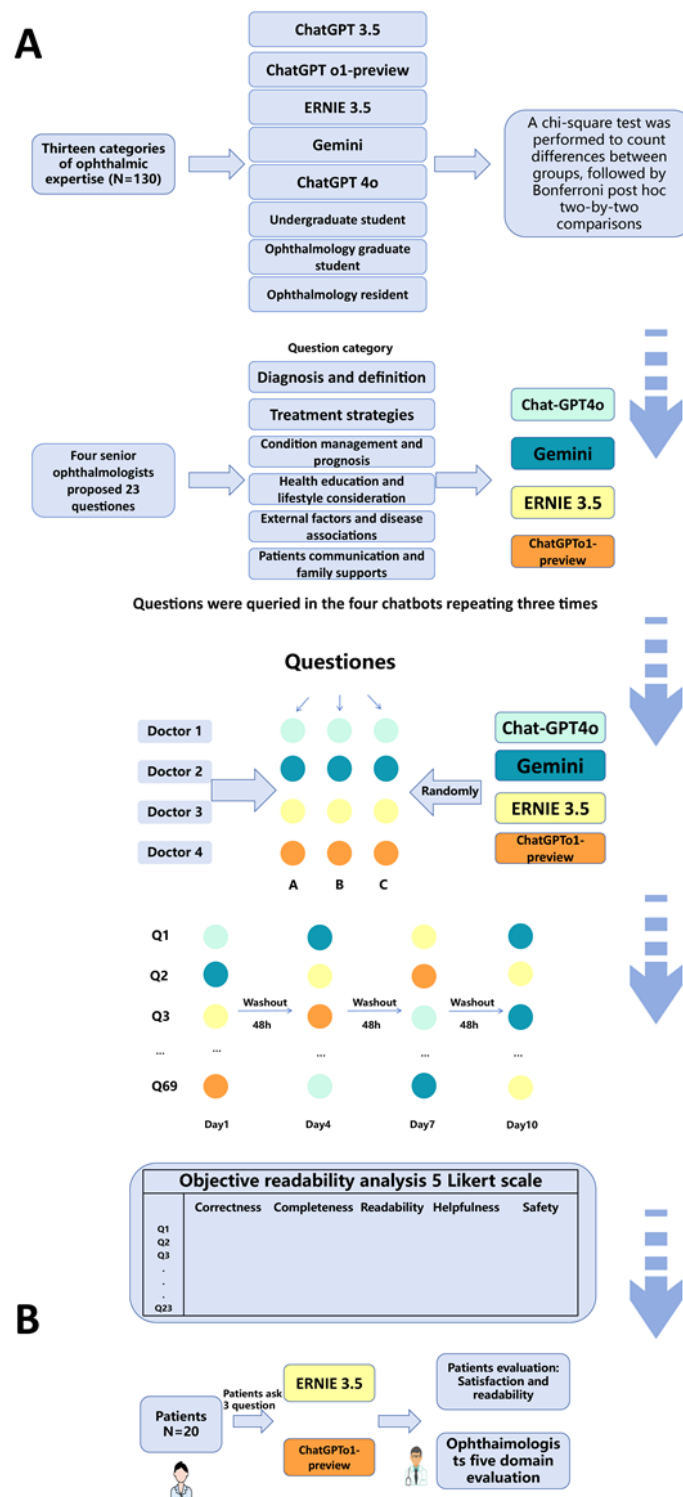 A
ChatGPT 3.5
ChatGPT o1-preview
ERNIE 3.5
Gemini
ChatGPT 4o
Undergraduate student
Ophthalmology graduate
student
Ophthalmology resident
Thirteen categories
of ophthalmic
expertise (N=130)
A chi-square test was
performed to count
differences between
groups, followed by
Bonferroni post hoc
two-by-two
comparisons
Question category
Diagnosis and definition
Treatment strategies
Condition management and
prognosis
Health education and
lifestyle consideration
External factors and disease
associations
Patients communication and
family supports
Four senior
ophthalmologists
proposed 23
questiones
Chat-GPT4o
Gemini
ERNIE 3.5
ChatGPTo1-
preview
Questions were queried in the four chatbots repeating three times
Questiones
Doctor 1
Doctor 2
Doctor 3
Doctor 4
A B C
Randomly
Chat-GPT4o
Gemini
ERNIE 3.5
ChatGPTo1-
preview
Q1
Q2
Q3
...
Q69
Washout
48h
Washout
48h
Washout
48h
... ... ... ...
Day1 Day4 Day7 Day10
Objective readability analysis 5 Likert scale
Correctness Completeness Readability Helpfulness Safety
Q1
Q2
Q3
.
.
.
Q23
B
Patients
N=20
Patients ask
3 question
ERNIE 3.5
ChatGPTo1-
preview
Patients evaluation:
Satisfaction and
readability
Ophthaimologis
ts five domain
evaluation